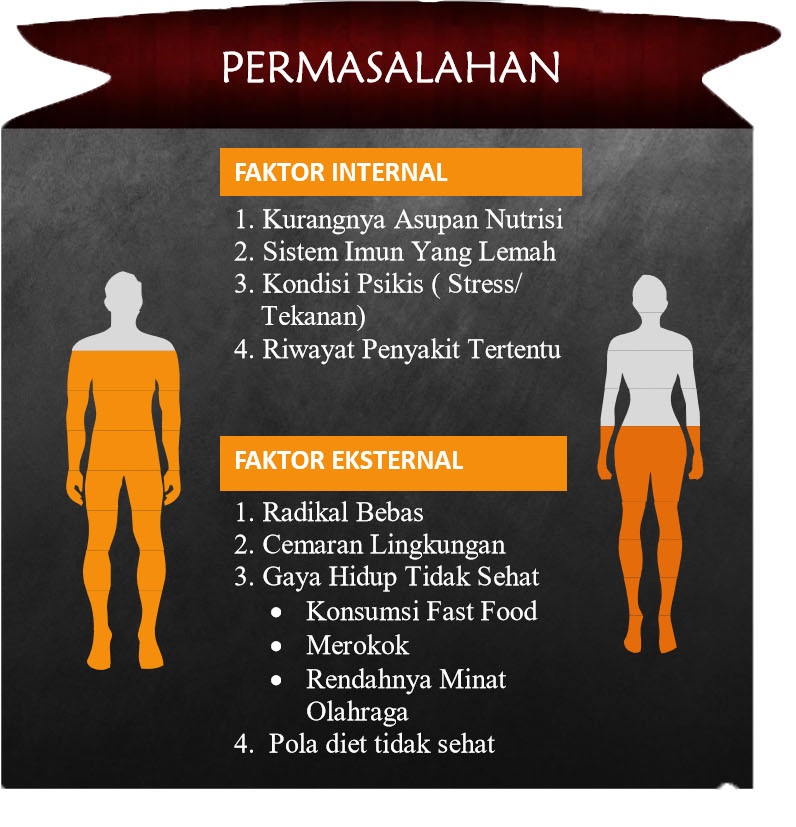 PERMASALAHAN
FAKTOR INTERNAL
1. Kurangnya Asupan Nutrisi
2. Sistem Imun Yang Lemah
3. Kondisi Psikis ( Stress/
Tekanan)
4. Riwayat Penyakit Tertentu
FAKTOR EKSTERNAL
1. Radikal Bebas
2. Cemaran Lingkungan
3. Gaya Hidup Tidak Sehat
• Konsumsi Fast Food
• Merokok
• Rendahnya Minat
Olahraga
4. Pola diet tidak sehat